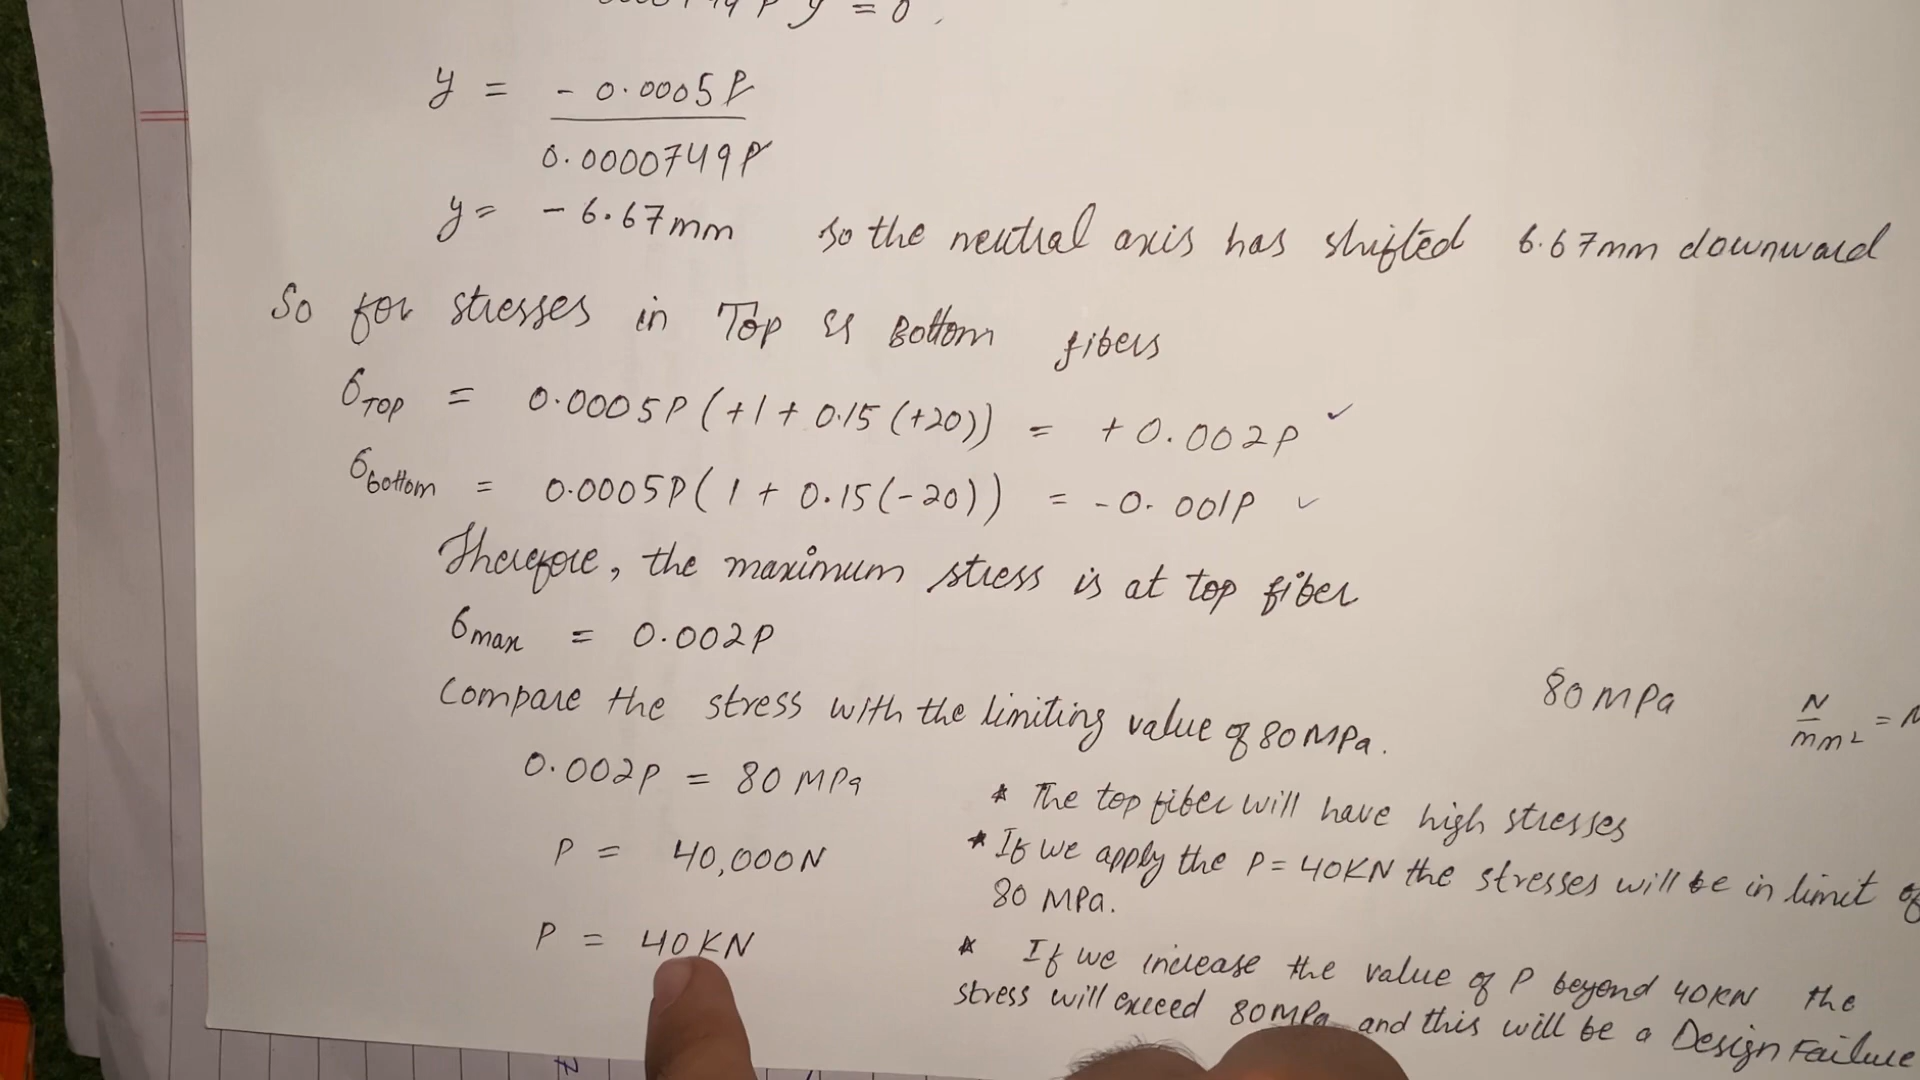 y = 0
y = - 0.0005P
0.0000749P
y = - 6.67mm so the neutral axis has shifted 6.67mm downward
So for stresses in Top & Bottom fibers
σTOP = 0.0005P (+1 + 0.15 (+20)) = + 0.002P ✓
σbottom = 0.0005P (1 + 0.15 (-20)) = - 0.001P ✓
Therefore, the maximum stress is at top fiber
σmax = 0.002P
Compare the stress with the limiting value of 80MPa.
80 MPa
N
mm² =
0.002P = 80 MPa
P = 40,000N
P = 40KN
* The top fiber will have high stresses
* If we apply the P = 40KN the stresses will be in limit of
80 MPa.
* If we increase the value of P beyond 40KN the
stress will exceed 80MPa and this will be a Design Failure